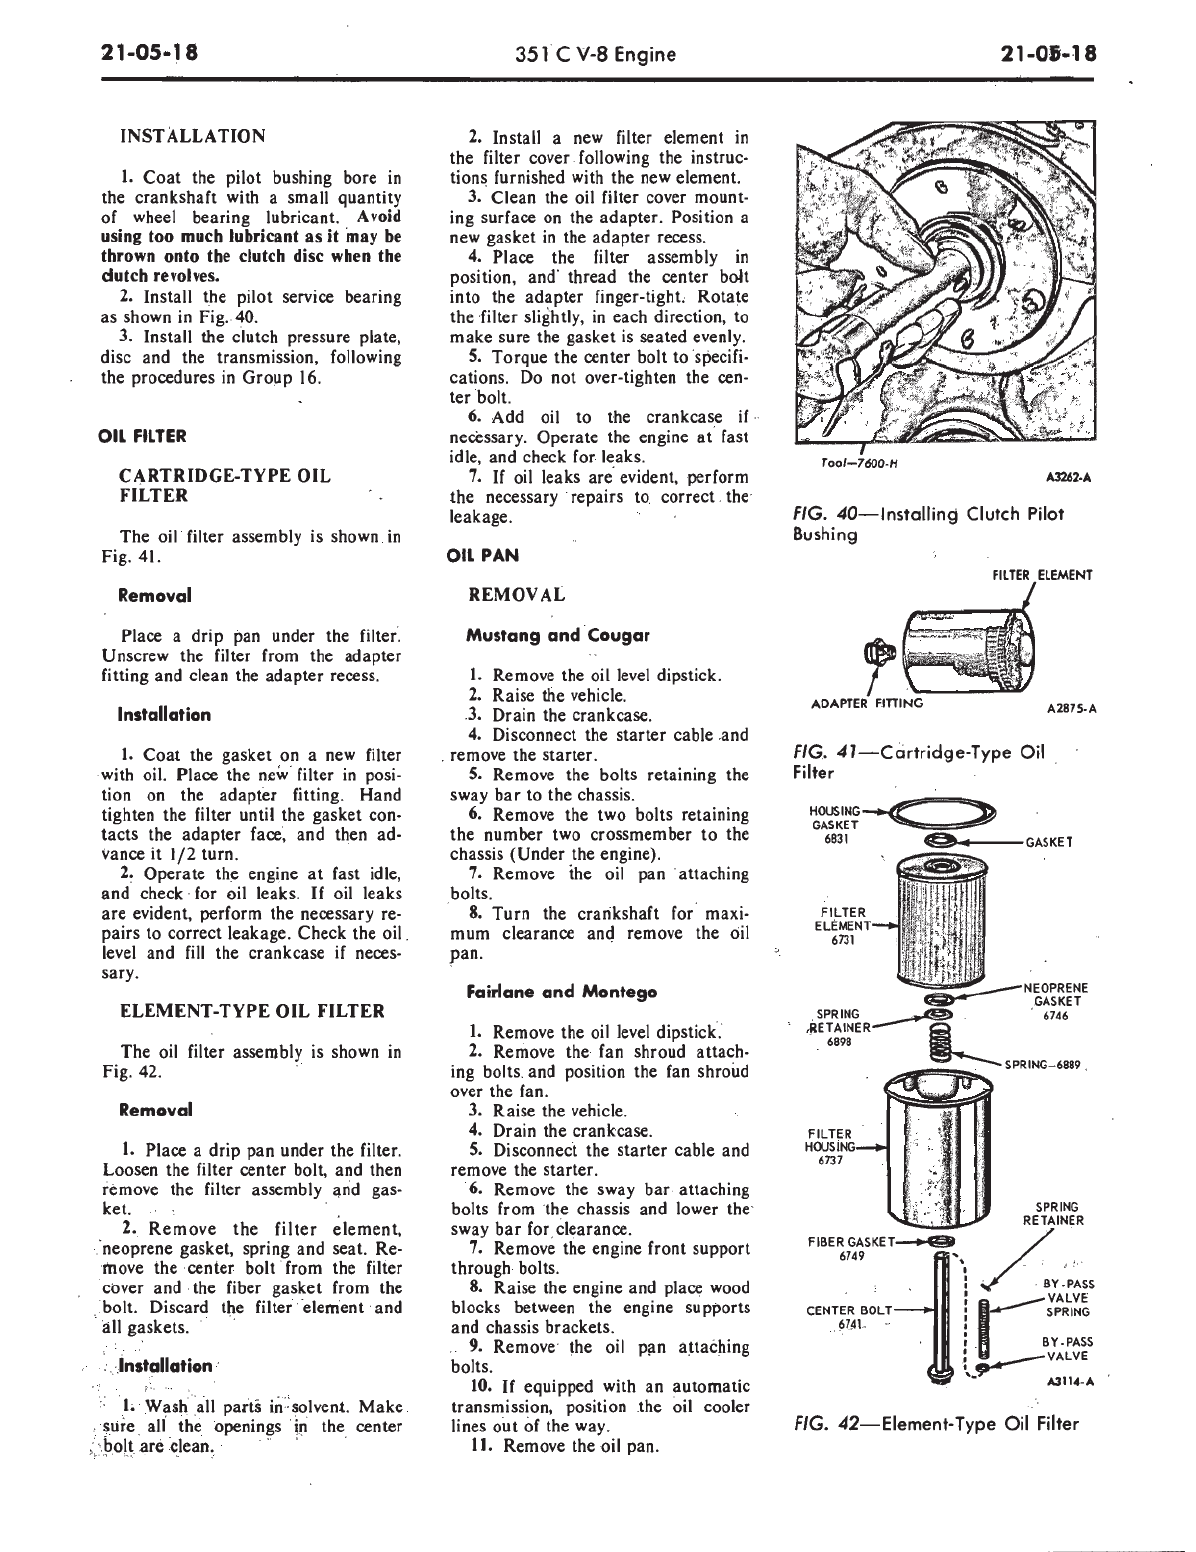 21-05-18
351 C V-8 Engine
21-05-18
INSTALLATION
1. Coat the pilot bushing bore in
the crankshaft with a small quantity
of wheel bearing lubricant. Avoid
using too much lubricant as it may be
thrown onto the clutch disc when the
clutch revolves.
2. Install the pilot service bearing
as shown in Fig. 40.
3. Install the clutch pressure plate,
disc and the transmission, following
the procedures in Group 16.
OIL FILTER
CARTRIDGE-TYPE OIL
FILTER
The oil filter assembly is shown in
Fig. 41.
Removal
Place a drip pan under the filter.
Unscrew the filter from the adapter
fitting and clean the adapter recess.
Installation
1. Coat the gasket on a new filter
with oil. Place the new filter in posi-
tion on the adapter fitting. Hand
tighten the filter until the gasket con-
tacts the adapter face, and then ad-
vance it 1/2 turn.
2. Operate the engine at fast idle,
and check for oil leaks. If oil leaks
are evident, perform the necessary re-
pairs to correct leakage. Check the oil
level and fill the crankcase if neces-
sary.
ELEMENT-TYPE OIL FILTER
The oil filter assembly is shown in
Fig. 42.
Removal
1. Place a drip pan under the filter.
Loosen the filter center bolt, and then
remove the filter assembly and gas-
ket.
2. Remove the filter element,
neoprene gasket, spring and seat. Re-
move the center bolt from the filter
cover and the fiber gasket from the
bolt. Discard the filter element and
all gaskets.
Installation
1. Wash all parts in solvent. Make
sure all the openings in the center
bolt are clean.
2. Install a new filter element in
the filter cover following the instruc-
tions furnished with the new element.
3. Clean the oil filter cover mount-
ing surface on the adapter. Position a
new gasket in the adapter recess.
4. Place the filter assembly in
position, and thread the center bolt
into the adapter finger-tight. Rotate
the filter slightly, in each direction, to
make sure the gasket is seated evenly.
5. Torque the center bolt to specifi-
cations. Do not over-tighten the cen-
ter bolt.
6. Add oil to the crankcase if
necessary. Operate the engine at fast
idle, and check for leaks.
7. If oil leaks are evident, perform
the necessary repairs to correct the
leakage.
OIL PAN
REMOVAL
Mustang and Cougar
1. Remove the oil level dipstick.
2. Raise the vehicle.
3. Drain the crankcase.
4. Disconnect the starter cable and
remove the starter.
5. Remove the bolts retaining the
sway bar to the chassis.
6. Remove the two bolts retaining
the number two crossmember to the
chassis (Under the engine).
7. Remove the oil pan attaching
bolts.
8. Turn the crankshaft for maxi-
mum clearance and remove the oil
pan.
Fairlane and Montego
1. Remove the oil level dipstick.
2. Remove the fan shroud attach-
ing bolts and position the fan shroud
over the fan.
3. Raise the vehicle.
4. Drain the crankcase.
5. Disconnect the starter cable and
remove the starter.
6. Remove the sway bar attaching
bolts from the chassis and lower the
sway bar for clearance.
7. Remove the engine front support
through bolts.
8. Raise the engine and place wood
blocks between the engine supports
and chassis brackets.
9. Remove the oil pan attaching
bolts.
10. If equipped with an automatic
transmission, position the oil cooler
lines out of the way.
11. Remove the oil pan.
Tool-7600-H
A3262-A
FIG. 40—Installing Clutch Pilot
Bushing
FILTER ELEMENT
ADAPTER FITTING
A2875-A
FIG. 41—Cartridge-Type Oil
Filter
HOUSING
GASKET
6831
GASKET
FILTER
ELEMENT
6731
NEOPRENE
GASKET
6746
SPRING
RETAINER
6898
SPRING-6889
FILTER
HOUSING
6737
SPRING
RETAINER
FIBER GASKET
6749
BY-PASS
VALVE
SPRING
CENTER BOLT
6741
BY-PASS
VALVE
A3114-A
FIG. 42—Element-Type Oil Filter